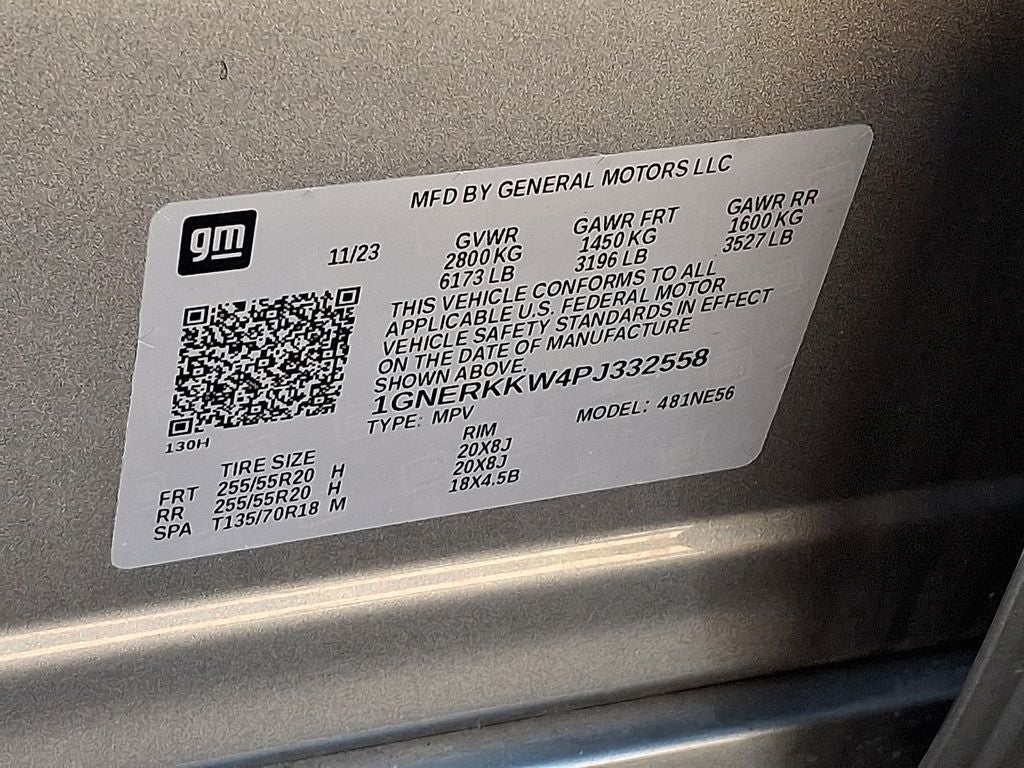 MFD BY GENERAL MOTORS LLC
gm
11/23
GVWR GAWR FRT GAWR RR
2800 KG 1450 KG 1600 KG
6173 LB 3196 LB 3527 LB
THIS VEHICLE CONFORMS TO ALL
APPLICABLE U.S. FEDERAL MOTOR
VEHICLE SAFETY STANDARDS IN EFFECT
ON THE DATE OF MANUFACTURE
SHOWN ABOVE.
1GNERKKW4PJ332558
TYPE: MPV MODEL: 481NE56
130H
TIRE SIZE RIM
FRT 255/55R20 H 20X8J
RR 255/55R20 H 20X8J
SPA T135/70R18 M 18X4.5B